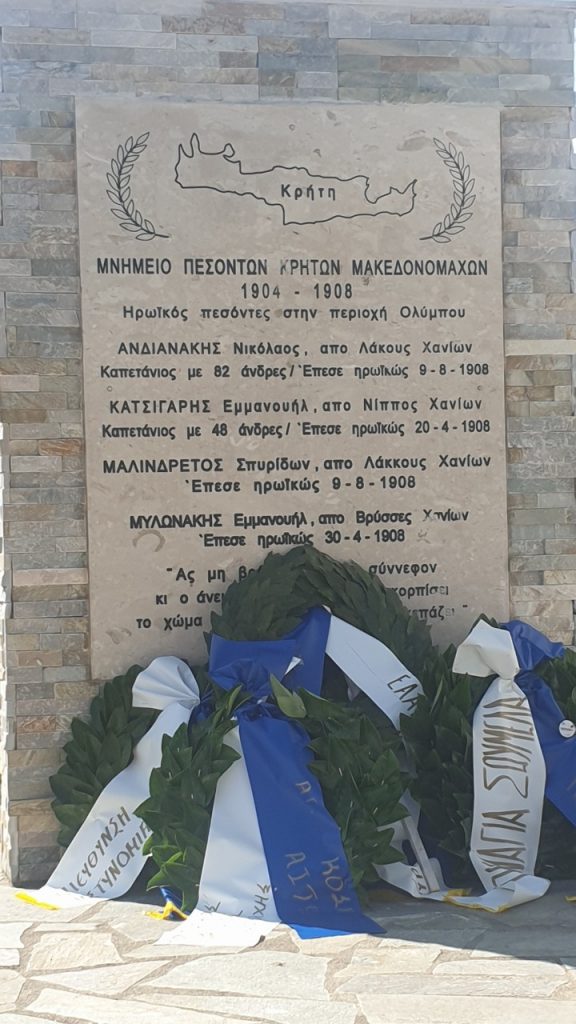 Κρήτη
ΜΝΗΜΕΙΟ ΠΕΣΟΝΤΩΝ ΚΡΗΤΩΝ ΜΑΚΕΔΟΝΟΜΑΧΩΝ
1904 - 1908
Ηρωϊκός πεσόντες στην περιοχή Ολύμπου
ΑΝΔΙΑΝΑΚΗΣ Νικόλαος, απο Λάκους Χανίων
Καπετάνιος με 82 άνδρες/Έπεσε ηρωϊκώς 9-8-1908
ΚΑΤΣΙΓΑΡΗΣ Εμμανουήλ, απο Νίππος Χανίων
Καπετάνιος με 48 άνδρες/Έπεσε ηρωϊκώς 20-4-1908
ΜΑΛΙΝΔΡΕΤΟΣ Σπυρίδων, απο Λάκκους Χανίων
Έπεσε ηρωϊκώς 9-8-1908
ΜΥΛΩΝΑΚΗΣ Εμμανουήλ, απο Βρύσσες Χανίων
Έπεσε ηρωϊκώς 30-4-1908
"Ας μη σύννεφον
κι ο
το χώμα
ΠΑΝΑΓΙΑ ΣΟΥΜΕΛΑ